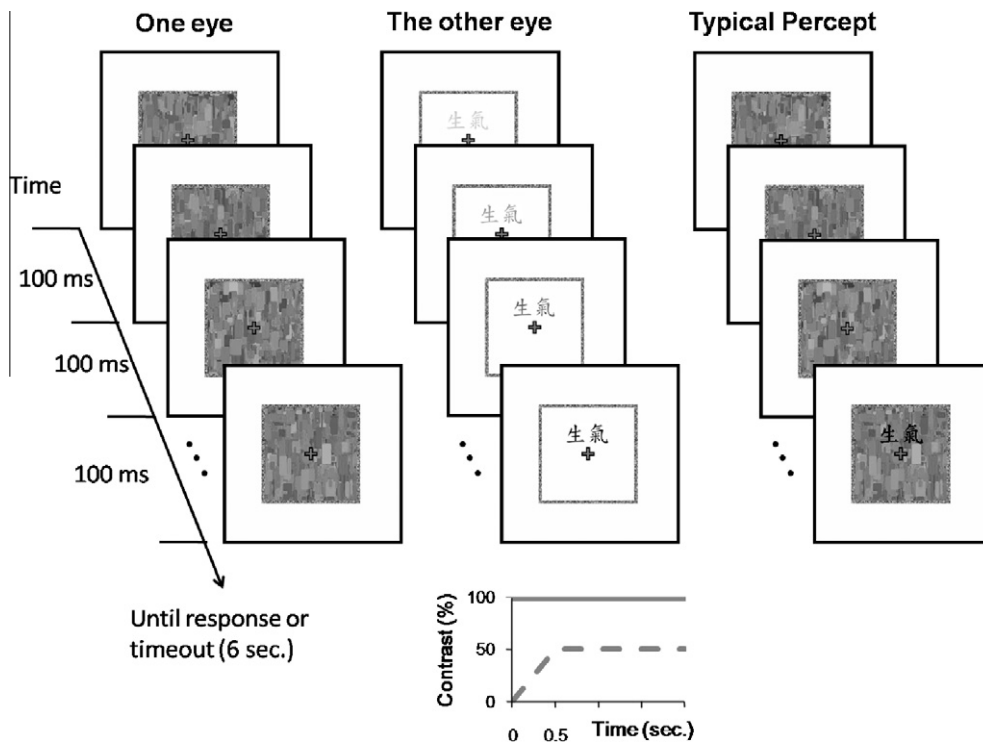 One eye
The other eye
Typical Percept
生氣
生氣
生氣
生氣
生氣
Time
100 ms
100 ms
100 ms
Until response or
timeout (6 sec.)
Contrast (%)
100
50
0
0
0.5
Time (sec.)